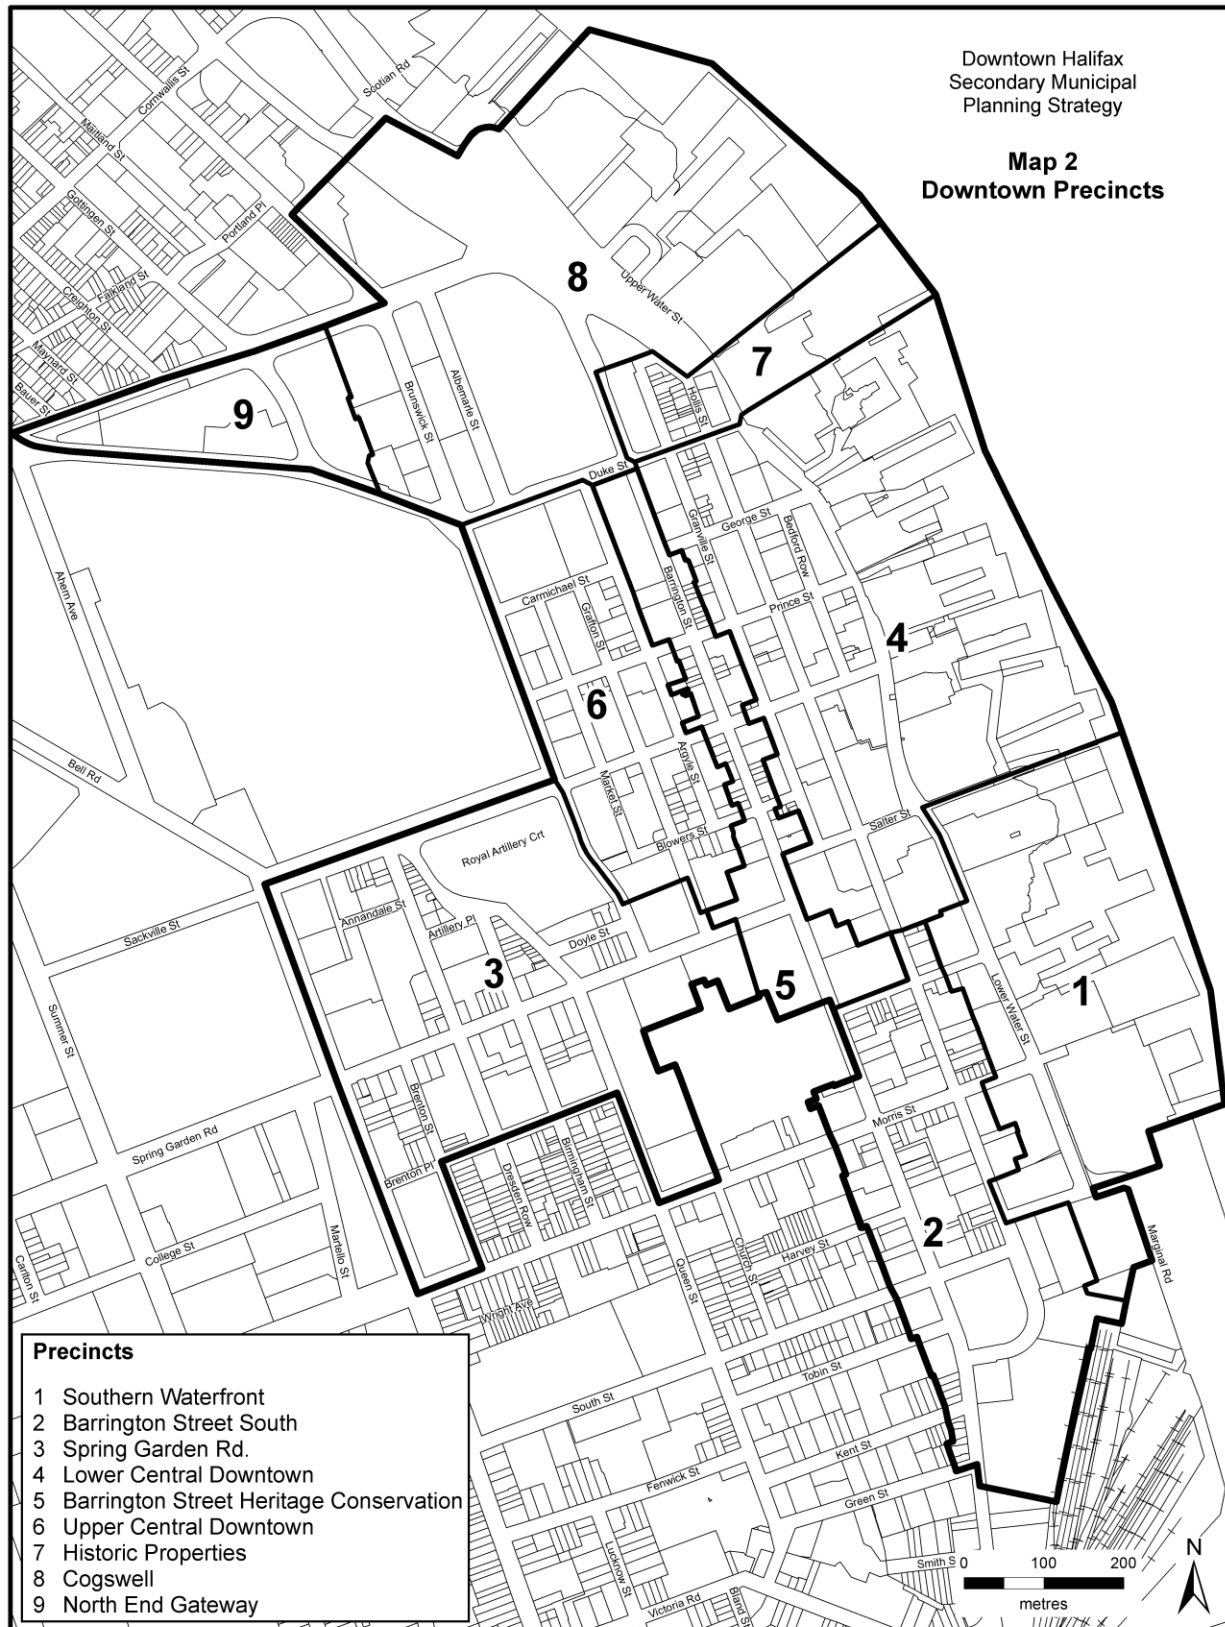 Downtown Halifax
Secondary Municipal
Planning Strategy
Map 2
Downtown Precincts
Scotian Rd
Cornwallis St
Maitland St
Gottingen St
Portland Pl
Falkland St
Creighton St
Maynard St
Bauer St
8
Upper Water St
7
9
Brunswick St
Albemarle St
Hollis St
Duke St
Granville St
George St
Bedford Row
Ahern Ave
Carmichael St
Grafton St
Barrington St
Prince St
4
6
Bell Rd
Argyle St
Market St
Blowers St
Salter St
Royal Artillery Crt
Annandale St
Artillery Pl
Sackville St
Doyle St
3
5
1
Lower Water St
Summer St
Brenton St
Morris St
Spring Garden Rd
Brenton Pl
Birmingham St
Dresden Row
2
Marginal Rd
Harvey St
Church St
Queen St
College St
Martello St
Carlton St
Wright Ave
Tobin St
South St
Kent St
Fenwick St
Green St
Smith S
Lucknow St
Victoria Rd
Bland St
Precincts
1 Southern Waterfront
2 Barrington Street South
3 Spring Garden Rd.
4 Lower Central Downtown
5 Barrington Street Heritage Conservation
6 Upper Central Downtown
7 Historic Properties
8 Cogswell
9 North End Gateway
N
0 100 200
metres